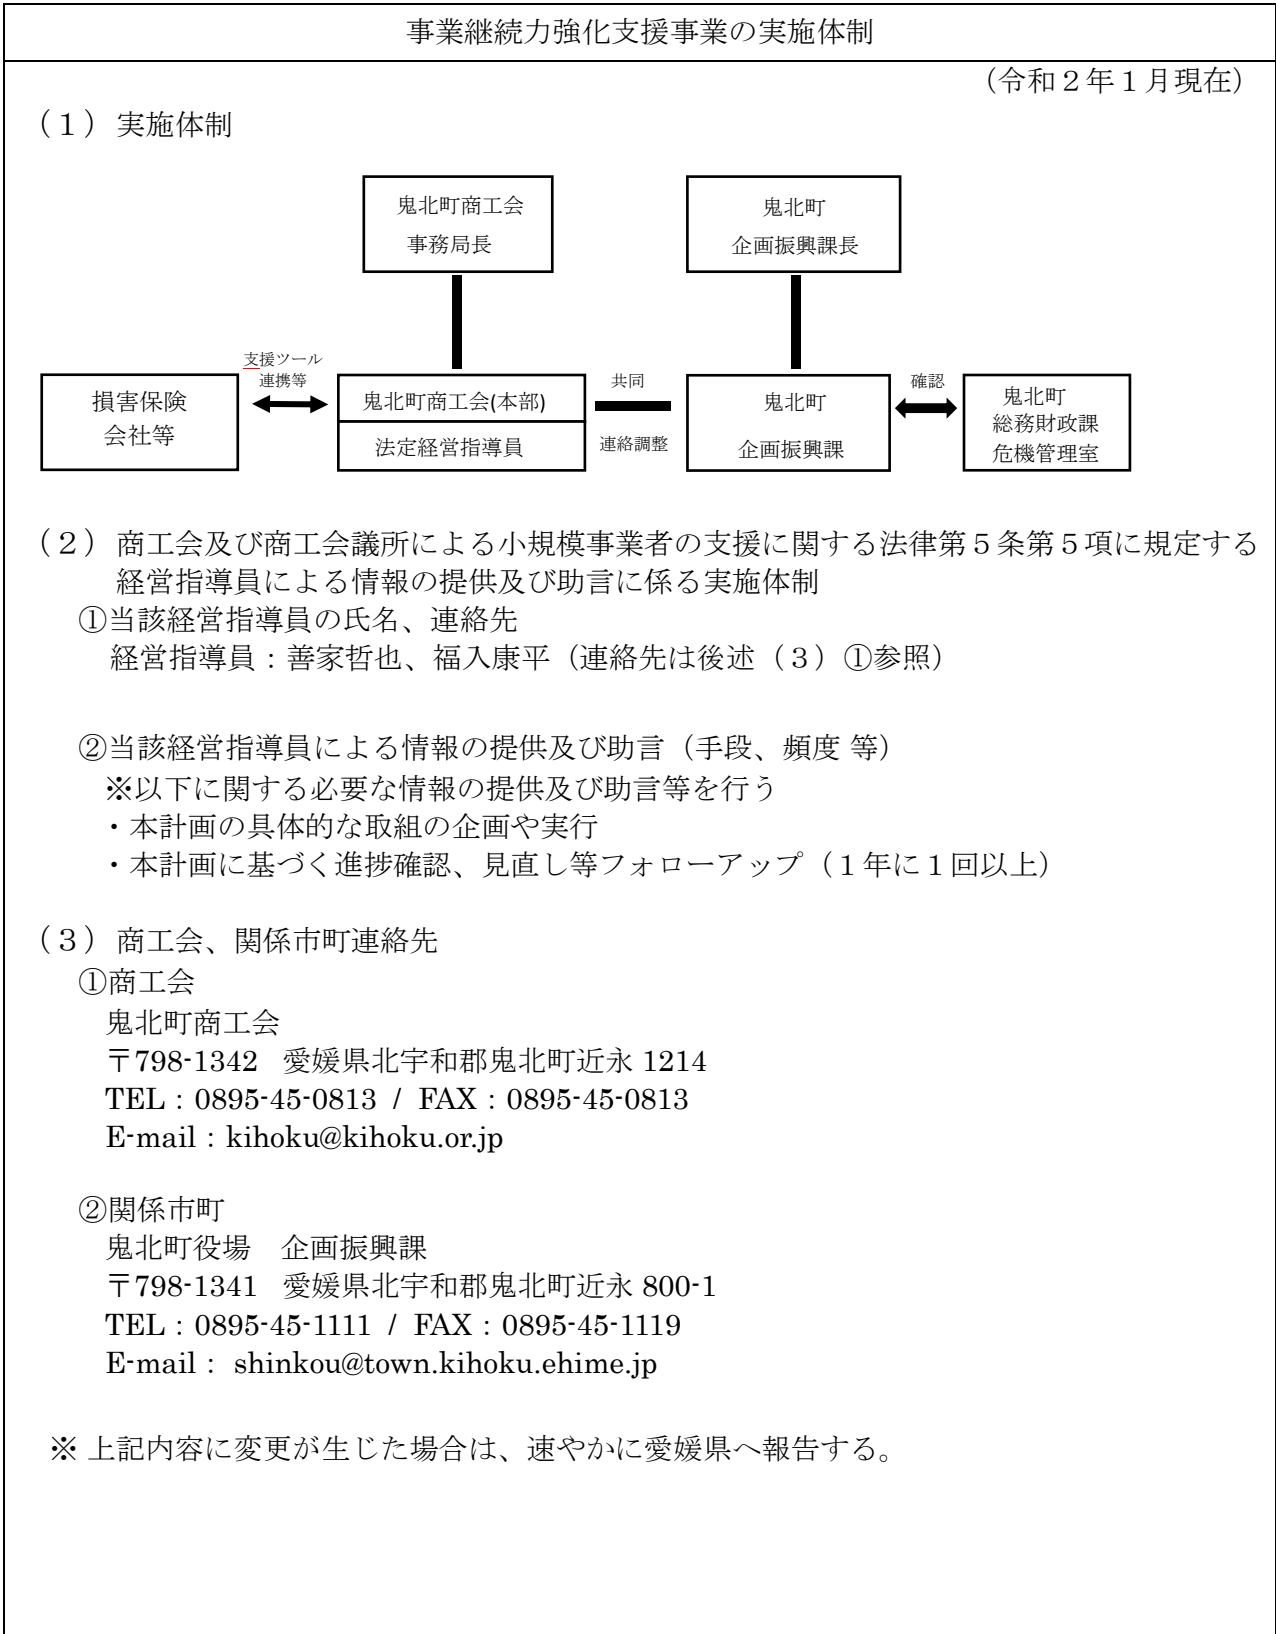 事業継続力強化支援事業の実施体制
(令和2年1月現在)
(1) 実施体制
鬼北町商工会
事務局長
鬼北町
企画振興課長
支援ツール
連携等
損害保険
会社等
鬼北町商工会(本部)
法定経営指導員
共同
連絡調整
鬼北町
企画振興課
確認
鬼北町
総務財政課
危機管理室
(2) 商工会及び商工会議所による小規模事業者の支援に関する法律第5条第5項に規定する
経営指導員による情報の提供及び助言に係る実施体制
①当該経営指導員の氏名、連絡先
経営指導員:善家哲也、福入康平(連絡先は後述(3)①参照)
②当該経営指導員による情報の提供及び助言(手段、頻度 等)
※以下に関する必要な情報の提供及び助言等を行う
・本計画の具体的な取組の企画や実行
・本計画に基づく進捗確認、見直し等フォローアップ(1年に1回以上)
(3) 商工会、関係市町連絡先
①商工会
鬼北町商工会
〒798-1342 愛媛県北宇和郡鬼北町近永 1214
TEL:0895-45-0813 / FAX:0895-45-0813
E-mail:kihoku@kihoku.or.jp
②関係市町
鬼北町役場 企画振興課
〒798-1341 愛媛県北宇和郡鬼北町近永 800-1
TEL:0895-45-1111 / FAX:0895-45-1119
E-mail: shinkou@town.kihoku.ehime.jp
※ 上記内容に変更が生じた場合は、速やかに愛媛県へ報告する。